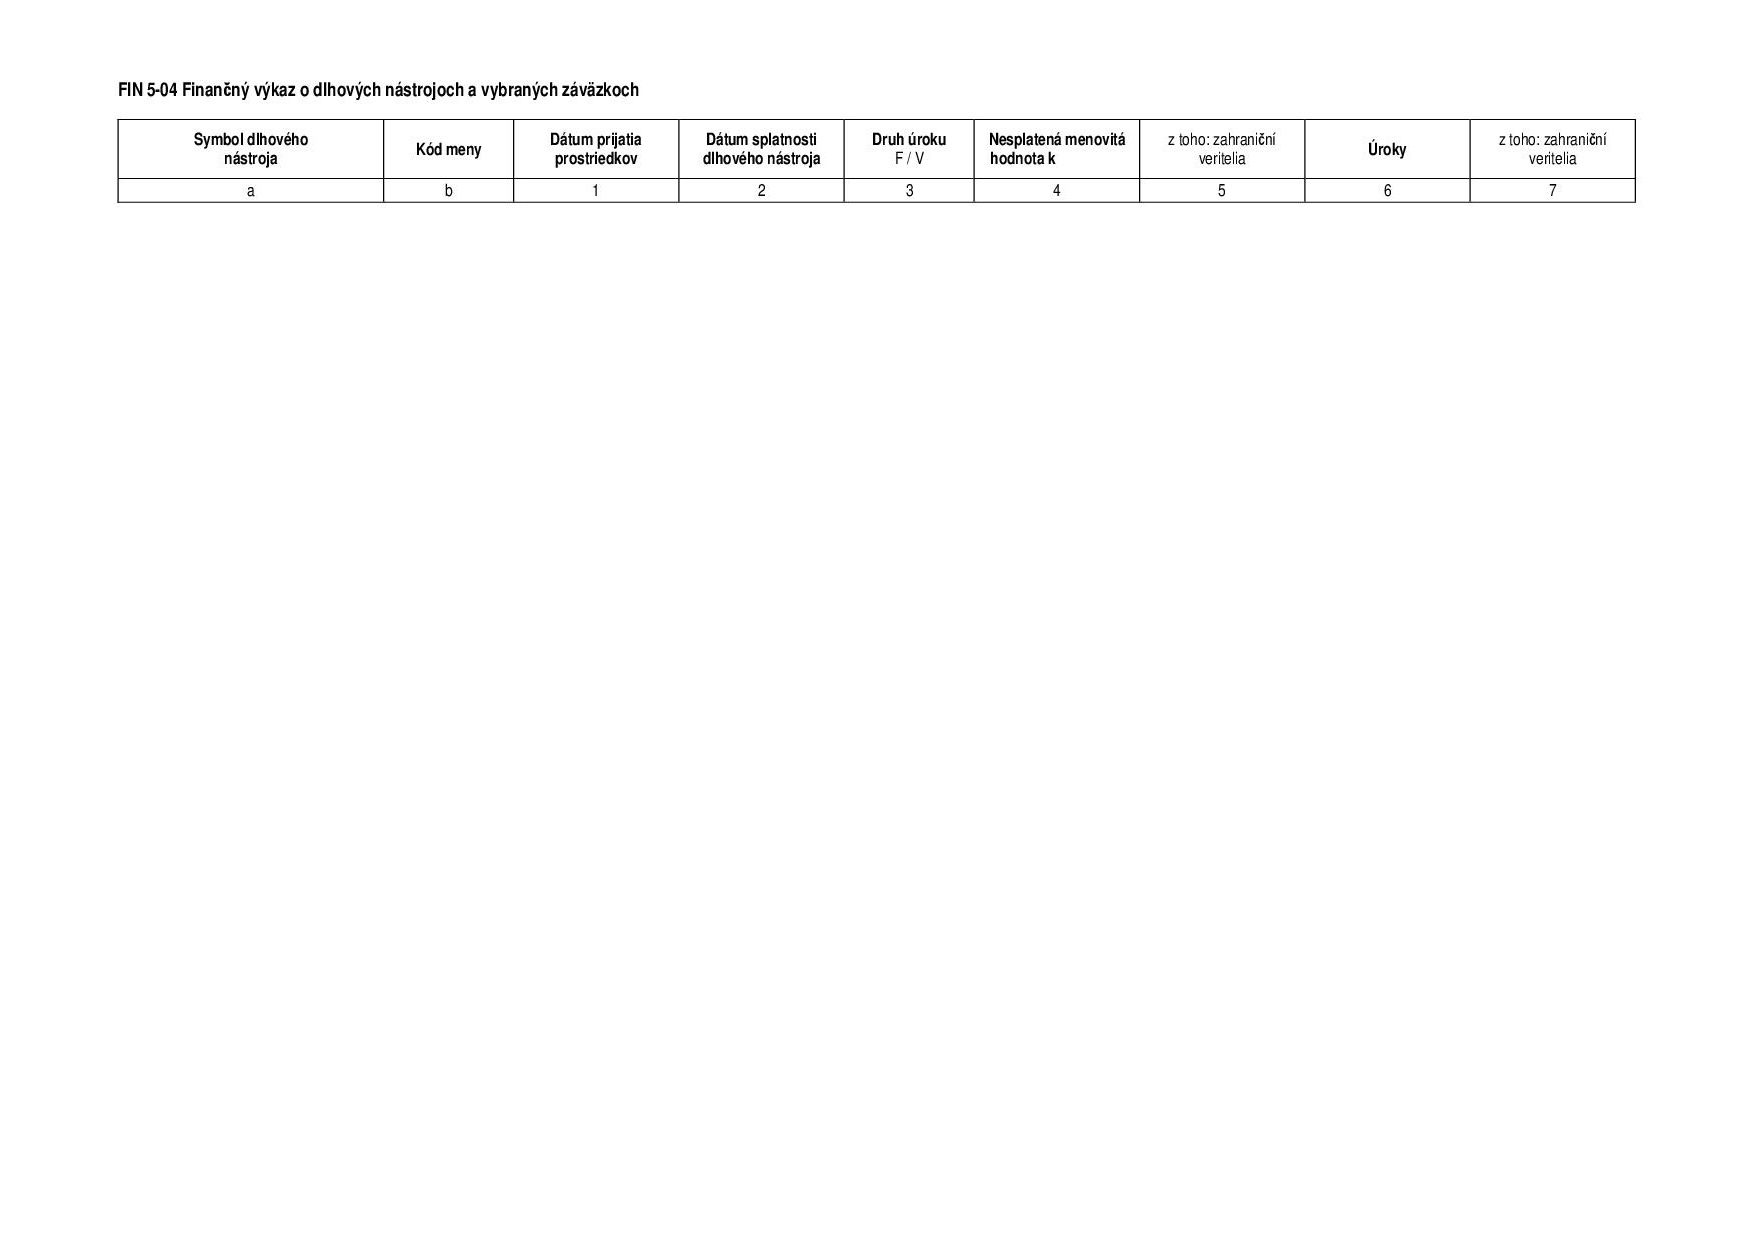 FIN 5-04 Finančný výkaz o dlhových nástrojoch a vybraných záväzkoch
Symbol dlhového
nástroja
Kód meny
Dátum prijatia
prostriedkov
Dátum splatnosti
dlhového nástroja
Druh úroku
F / V
Nesplatená menovitá
hodnota k
z toho: zahraniční
veritelia
Úroky
z toho: zahraniční
veritelia
a b 1 2 3 4 5 6 7